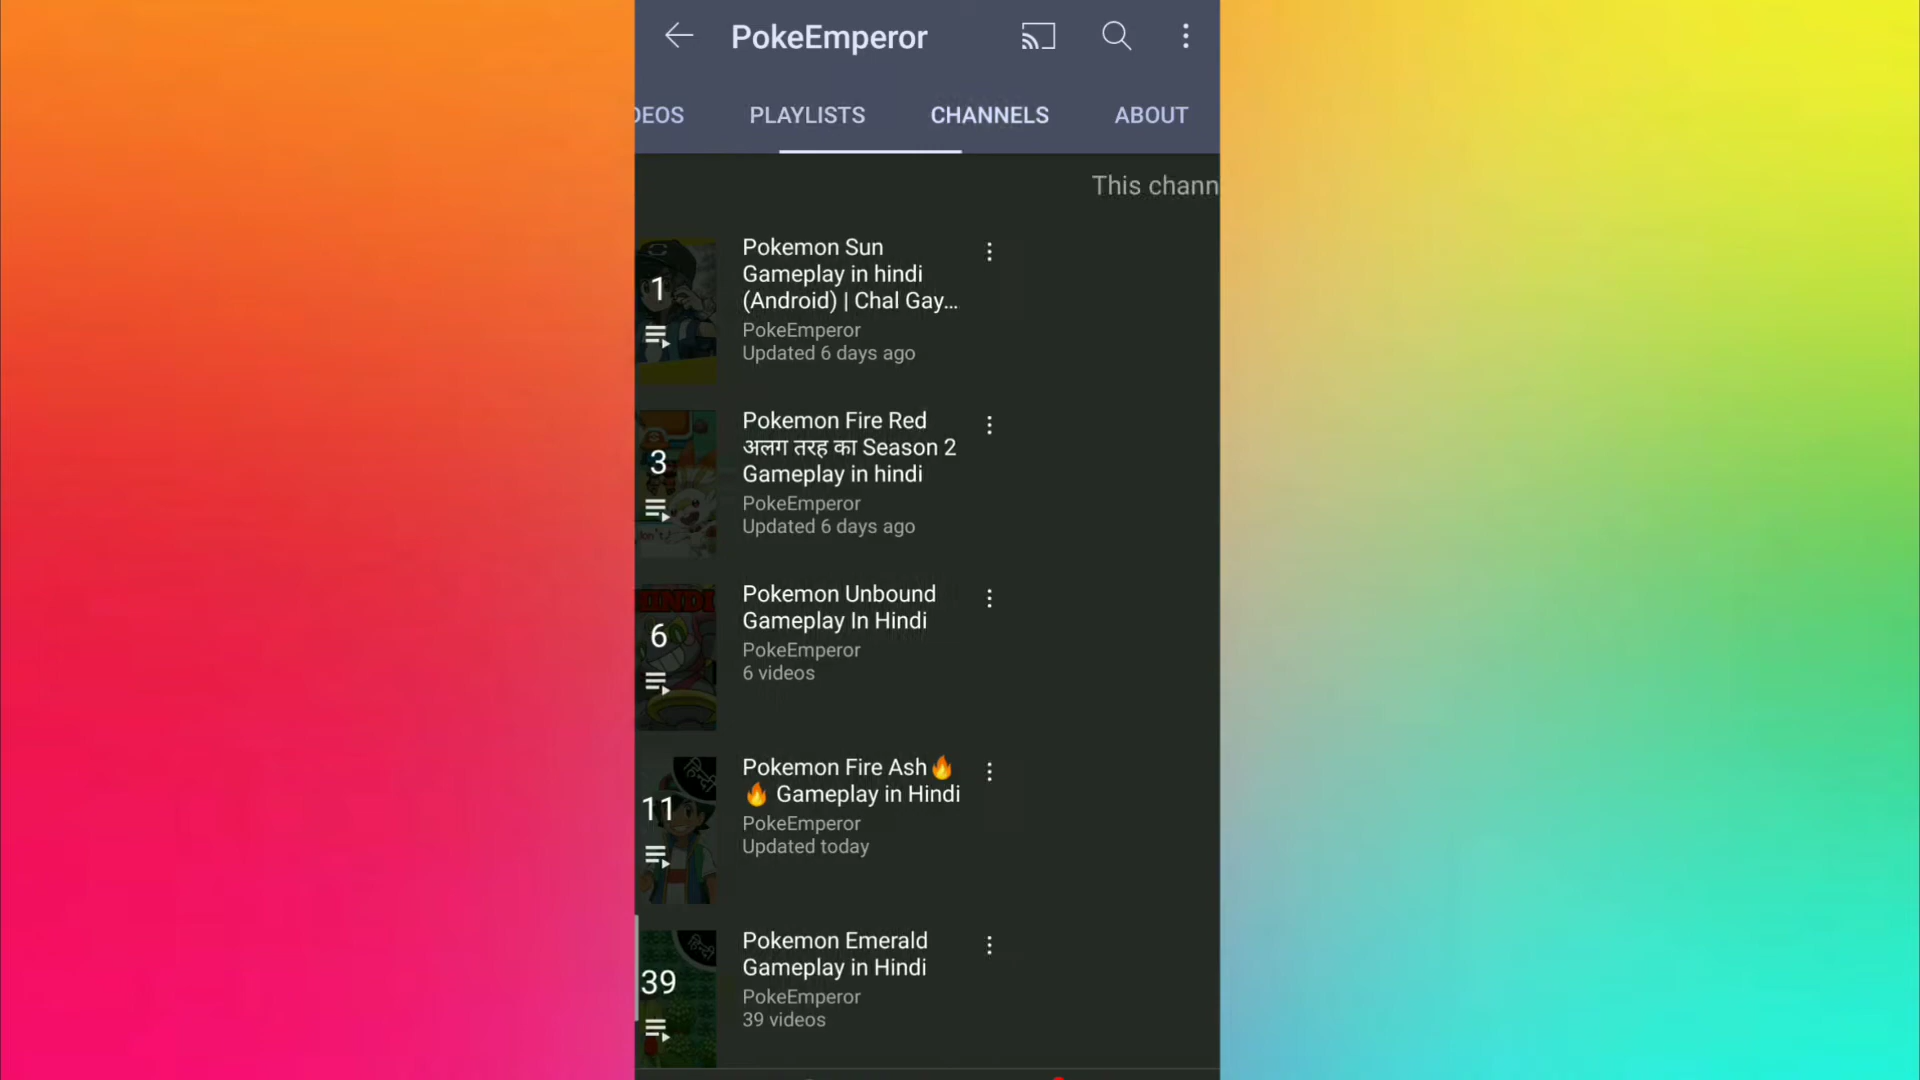 PokeEmperor
DEOS PLAYLISTS CHANNELS ABOUT
This chann
1
Pokemon Sun
Gameplay in hindi
(Android) | Chal Gay...
PokeEmperor
Updated 6 days ago
3
Pokemon Fire Red
अलग तरह का Season 2
Gameplay in hindi
PokeEmperor
Updated 6 days ago
HINDI
6
Pokemon Unbound
Gameplay In Hindi
PokeEmperor
6 videos
हिन्दी
11
Pokemon Fire Ash🔥
🔥 Gameplay in Hindi
PokeEmperor
Updated today
हिन्दी
39
Pokemon Emerald
Gameplay in Hindi
PokeEmperor
39 videos